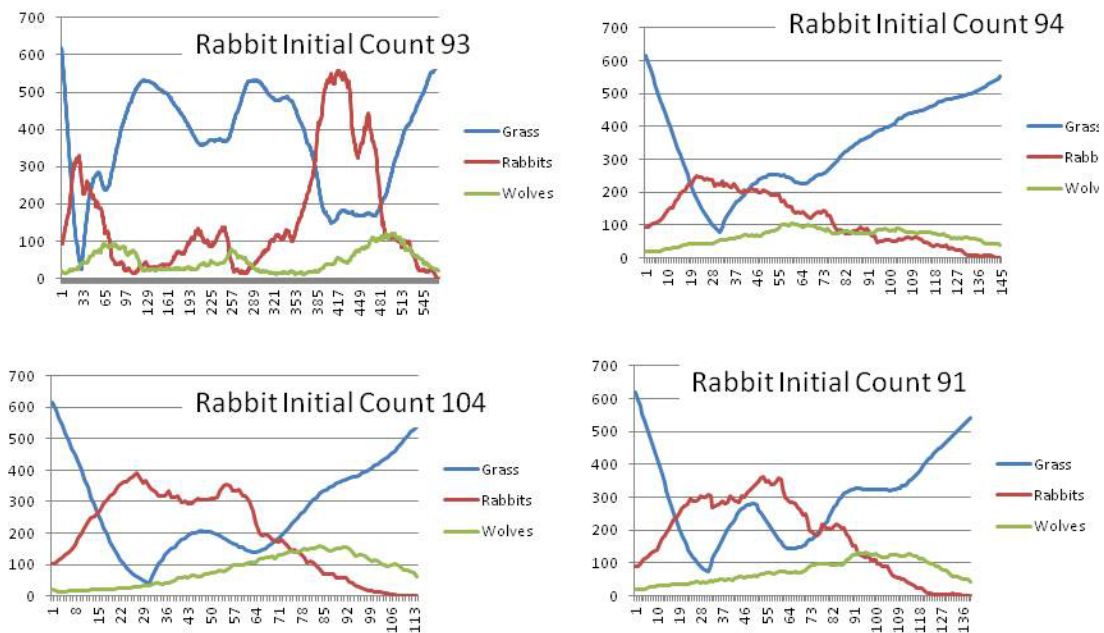 Rabbit Initial Count 93
700
600
500
400
300
200
100
0
1 33 65 97 129 161 193 225 257 289 321 353 385 417 449 481 513 545
Grass
Rabbits
Wolves
Rabbit Initial Count 94
700
600
500
400
300
200
100
0
1 10 19 28 37 46 55 64 73 82 91 100 109 118 127 136 145
Grass
Rabb
Wolv
Rabbit Initial Count 104
700
600
500
400
300
200
100
0
1 8 15 22 29 36 43 50 57 64 71 78 85 92 99 106 113
Grass
Rabbits
Wolves
Rabbit Initial Count 91
700
600
500
400
300
200
100
0
1 10 19 28 37 46 55 64 73 82 91 100 109 118 127 136
Grass
Rabbits
Wolves